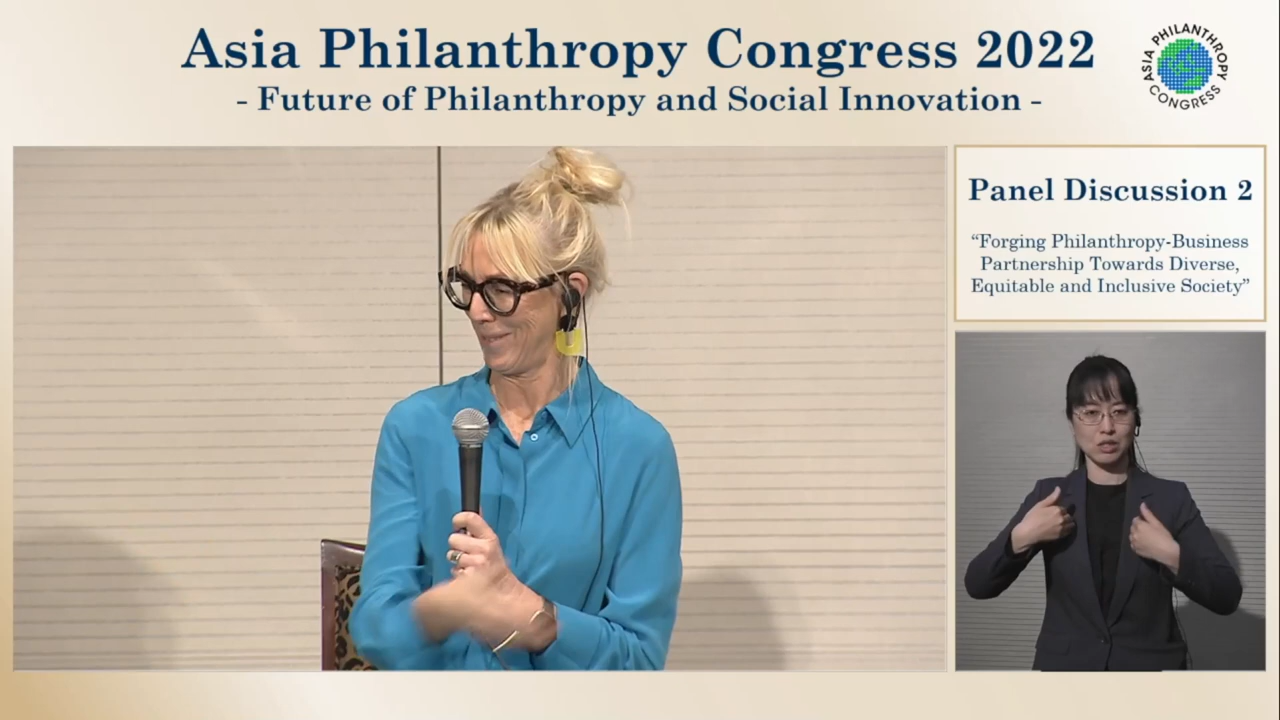 Asia Philanthropy Congress 2022
- Future of Philanthropy and Social Innovation -
ASIA PHILANTHROPY
CONGRESS
Panel Discussion 2
“Forging Philanthropy-Business
Partnership Towards Diverse,
Equitable and Inclusive Society”